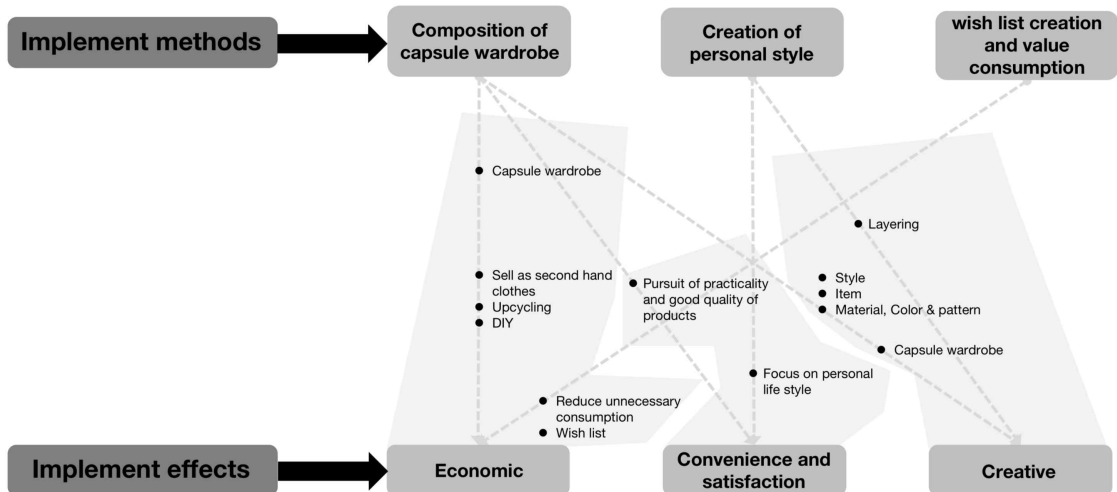 Implement methods
Composition of
capsule wardrobe
Creation of
personal style
wish list creation
and value
consumption
Capsule wardrobe
Layering
Sell as second hand
clothes
Upcycling
DIY
Pursuit of practicality
and good quality of
products
Style
Item
Material, Color & pattern
Capsule wardrobe
Focus on personal
life style
Reduce unnecessary
consumption
Wish list
Implement effects
Economic
Convenience and
satisfaction
Creative